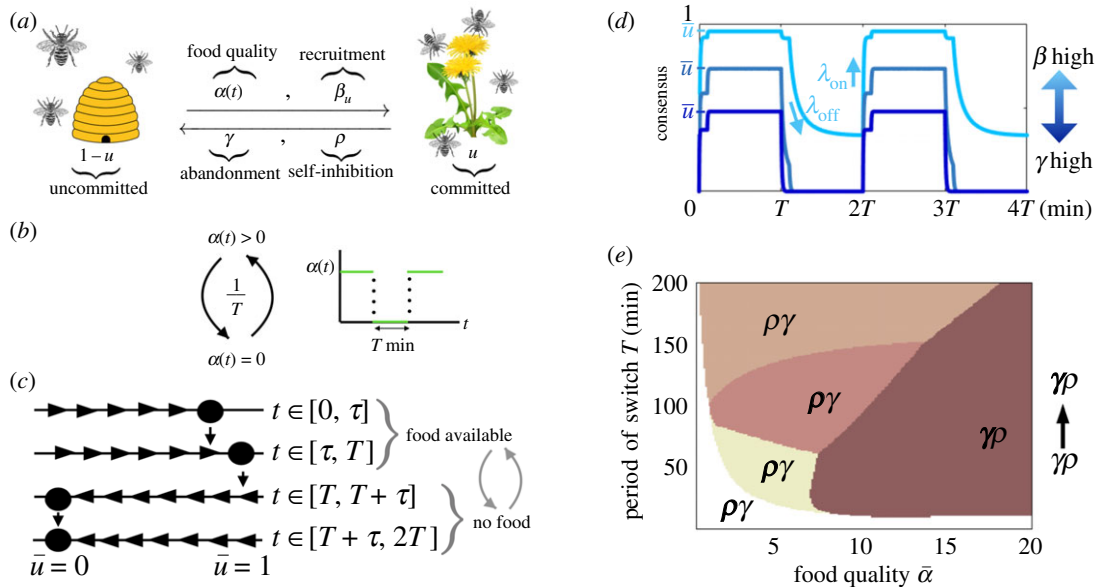 (a)
food quality
recruitment
α(t) , β_u
γ , ρ
abandonment
self-inhibition
1 – u
uncommitted
u
committed
(b)
α(t) > 0
1
T
α(t) = 0
α(t)
t
T min
(c)
t ∈ [0, τ]
t ∈ [τ, T]
t ∈ [T, T + τ]
t ∈ [T + τ, 2T]
food available
no food
ū = 0
ū = 1
(d)
1
ū
ū
ū
consensus
λ_on
λ_off
β high
γ high
0
T
2T
3T
4T (min)
(e)
period of switch T (min)
200
150
100
50
ργ
ργ
ργ
ργ
γρ
γρ
γρ
5
10
15
20
food quality ᾱ